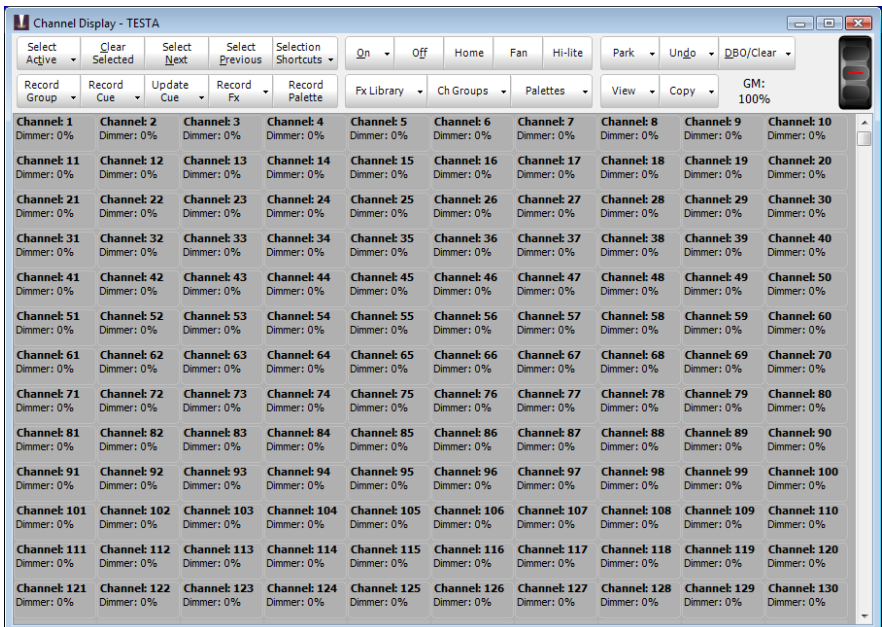 Channel Display - TESTA
Select Active
Clear Selected
Select Next
Select Previous
Selection Shortcuts
On
Off
Home
Fan
Hi-lite
Park
Undo
DBO/Clear
Record Group
Record Cue
Update Cue
Record Fx
Record Palette
Fx Library
Ch Groups
Palettes
View
Copy
GM: 100%
Channel: 1 Channel: 2 Channel: 3 Channel: 4 Channel: 5 Channel: 6 Channel: 7 Channel: 8 Channel: 9 Channel: 10
Dimmer: 0% Dimmer: 0% Dimmer: 0% Dimmer: 0% Dimmer: 0% Dimmer: 0% Dimmer: 0% Dimmer: 0% Dimmer: 0% Dimmer: 0%
Channel: 11 Channel: 12 Channel: 13 Channel: 14 Channel: 15 Channel: 16 Channel: 17 Channel: 18 Channel: 19 Channel: 20
Dimmer: 0% Dimmer: 0% Dimmer: 0% Dimmer: 0% Dimmer: 0% Dimmer: 0% Dimmer: 0% Dimmer: 0% Dimmer: 0% Dimmer: 0%
Channel: 21 Channel: 22 Channel: 23 Channel: 24 Channel: 25 Channel: 26 Channel: 27 Channel: 28 Channel: 29 Channel: 30
Dimmer: 0% Dimmer: 0% Dimmer: 0% Dimmer: 0% Dimmer: 0% Dimmer: 0% Dimmer: 0% Dimmer: 0% Dimmer: 0% Dimmer: 0%
Channel: 31 Channel: 32 Channel: 33 Channel: 34 Channel: 35 Channel: 36 Channel: 37 Channel: 38 Channel: 39 Channel: 40
Dimmer: 0% Dimmer: 0% Dimmer: 0% Dimmer: 0% Dimmer: 0% Dimmer: 0% Dimmer: 0% Dimmer: 0% Dimmer: 0% Dimmer: 0%
Channel: 41 Channel: 42 Channel: 43 Channel: 44 Channel: 45 Channel: 46 Channel: 47 Channel: 48 Channel: 49 Channel: 50
Dimmer: 0% Dimmer: 0% Dimmer: 0% Dimmer: 0% Dimmer: 0% Dimmer: 0% Dimmer: 0% Dimmer: 0% Dimmer: 0% Dimmer: 0%
Channel: 51 Channel: 52 Channel: 53 Channel: 54 Channel: 55 Channel: 56 Channel: 57 Channel: 58 Channel: 59 Channel: 60
Dimmer: 0% Dimmer: 0% Dimmer: 0% Dimmer: 0% Dimmer: 0% Dimmer: 0% Dimmer: 0% Dimmer: 0% Dimmer: 0% Dimmer: 0%
Channel: 61 Channel: 62 Channel: 63 Channel: 64 Channel: 65 Channel: 66 Channel: 67 Channel: 68 Channel: 69 Channel: 70
Dimmer: 0% Dimmer: 0% Dimmer: 0% Dimmer: 0% Dimmer: 0% Dimmer: 0% Dimmer: 0% Dimmer: 0% Dimmer: 0% Dimmer: 0%
Channel: 71 Channel: 72 Channel: 73 Channel: 74 Channel: 75 Channel: 76 Channel: 77 Channel: 78 Channel: 79 Channel: 80
Dimmer: 0% Dimmer: 0% Dimmer: 0% Dimmer: 0% Dimmer: 0% Dimmer: 0% Dimmer: 0% Dimmer: 0% Dimmer: 0% Dimmer: 0%
Channel: 81 Channel: 82 Channel: 83 Channel: 84 Channel: 85 Channel: 86 Channel: 87 Channel: 88 Channel: 89 Channel: 90
Dimmer: 0% Dimmer: 0% Dimmer: 0% Dimmer: 0% Dimmer: 0% Dimmer: 0% Dimmer: 0% Dimmer: 0% Dimmer: 0% Dimmer: 0%
Channel: 91 Channel: 92 Channel: 93 Channel: 94 Channel: 95 Channel: 96 Channel: 97 Channel: 98 Channel: 99 Channel: 100
Dimmer: 0% Dimmer: 0% Dimmer: 0% Dimmer: 0% Dimmer: 0% Dimmer: 0% Dimmer: 0% Dimmer: 0% Dimmer: 0% Dimmer: 0%
Channel: 101 Channel: 102 Channel: 103 Channel: 104 Channel: 105 Channel: 106 Channel: 107 Channel: 108 Channel: 109 Channel: 110
Dimmer: 0% Dimmer: 0% Dimmer: 0% Dimmer: 0% Dimmer: 0% Dimmer: 0% Dimmer: 0% Dimmer: 0% Dimmer: 0% Dimmer: 0%
Channel: 111 Channel: 112 Channel: 113 Channel: 114 Channel: 115 Channel: 116 Channel: 117 Channel: 118 Channel: 119 Channel: 120
Dimmer: 0% Dimmer: 0% Dimmer: 0% Dimmer: 0% Dimmer: 0% Dimmer: 0% Dimmer: 0% Dimmer: 0% Dimmer: 0% Dimmer: 0%
Channel: 121 Channel: 122 Channel: 123 Channel: 124 Channel: 125 Channel: 126 Channel: 127 Channel: 128 Channel: 129 Channel: 130
Dimmer: 0% Dimmer: 0% Dimmer: 0% Dimmer: 0% Dimmer: 0% Dimmer: 0% Dimmer: 0% Dimmer: 0% Dimmer: 0% Dimmer: 0%